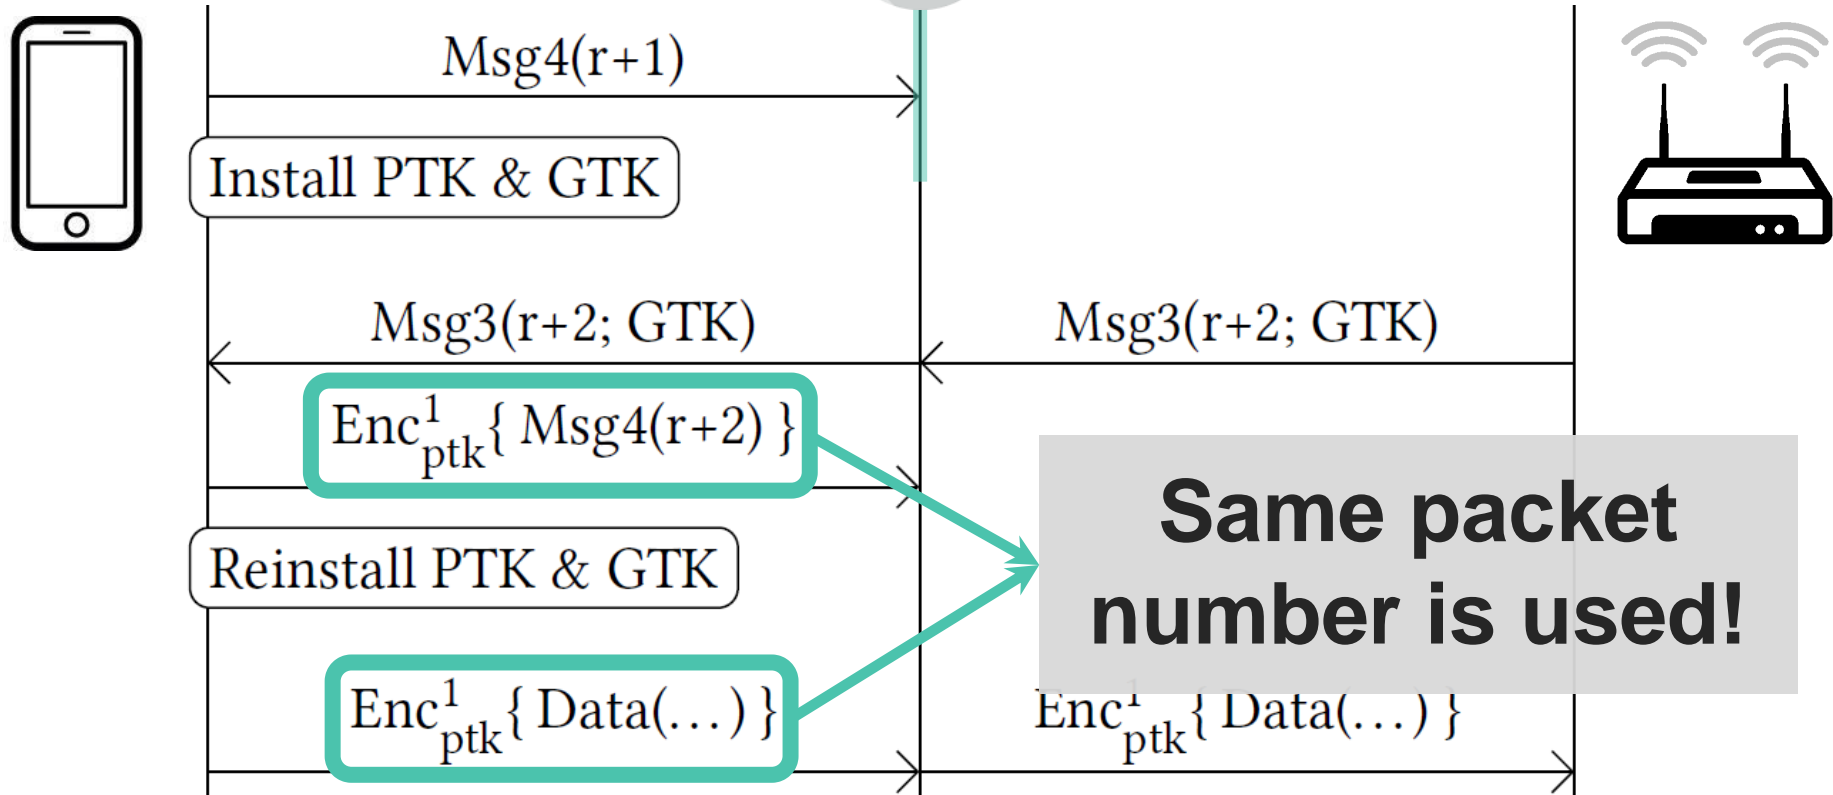 Msg4(r+1)
Install PTK & GTK
Msg3(r+2; GTK)
Msg3(r+2; GTK)
Enc¹ptk{ Msg4(r+2) }
Same packet
number is used!
Reinstall PTK & GTK
Enc¹ptk{ Data(…) }
Enc¹ptk{ Data(…) }